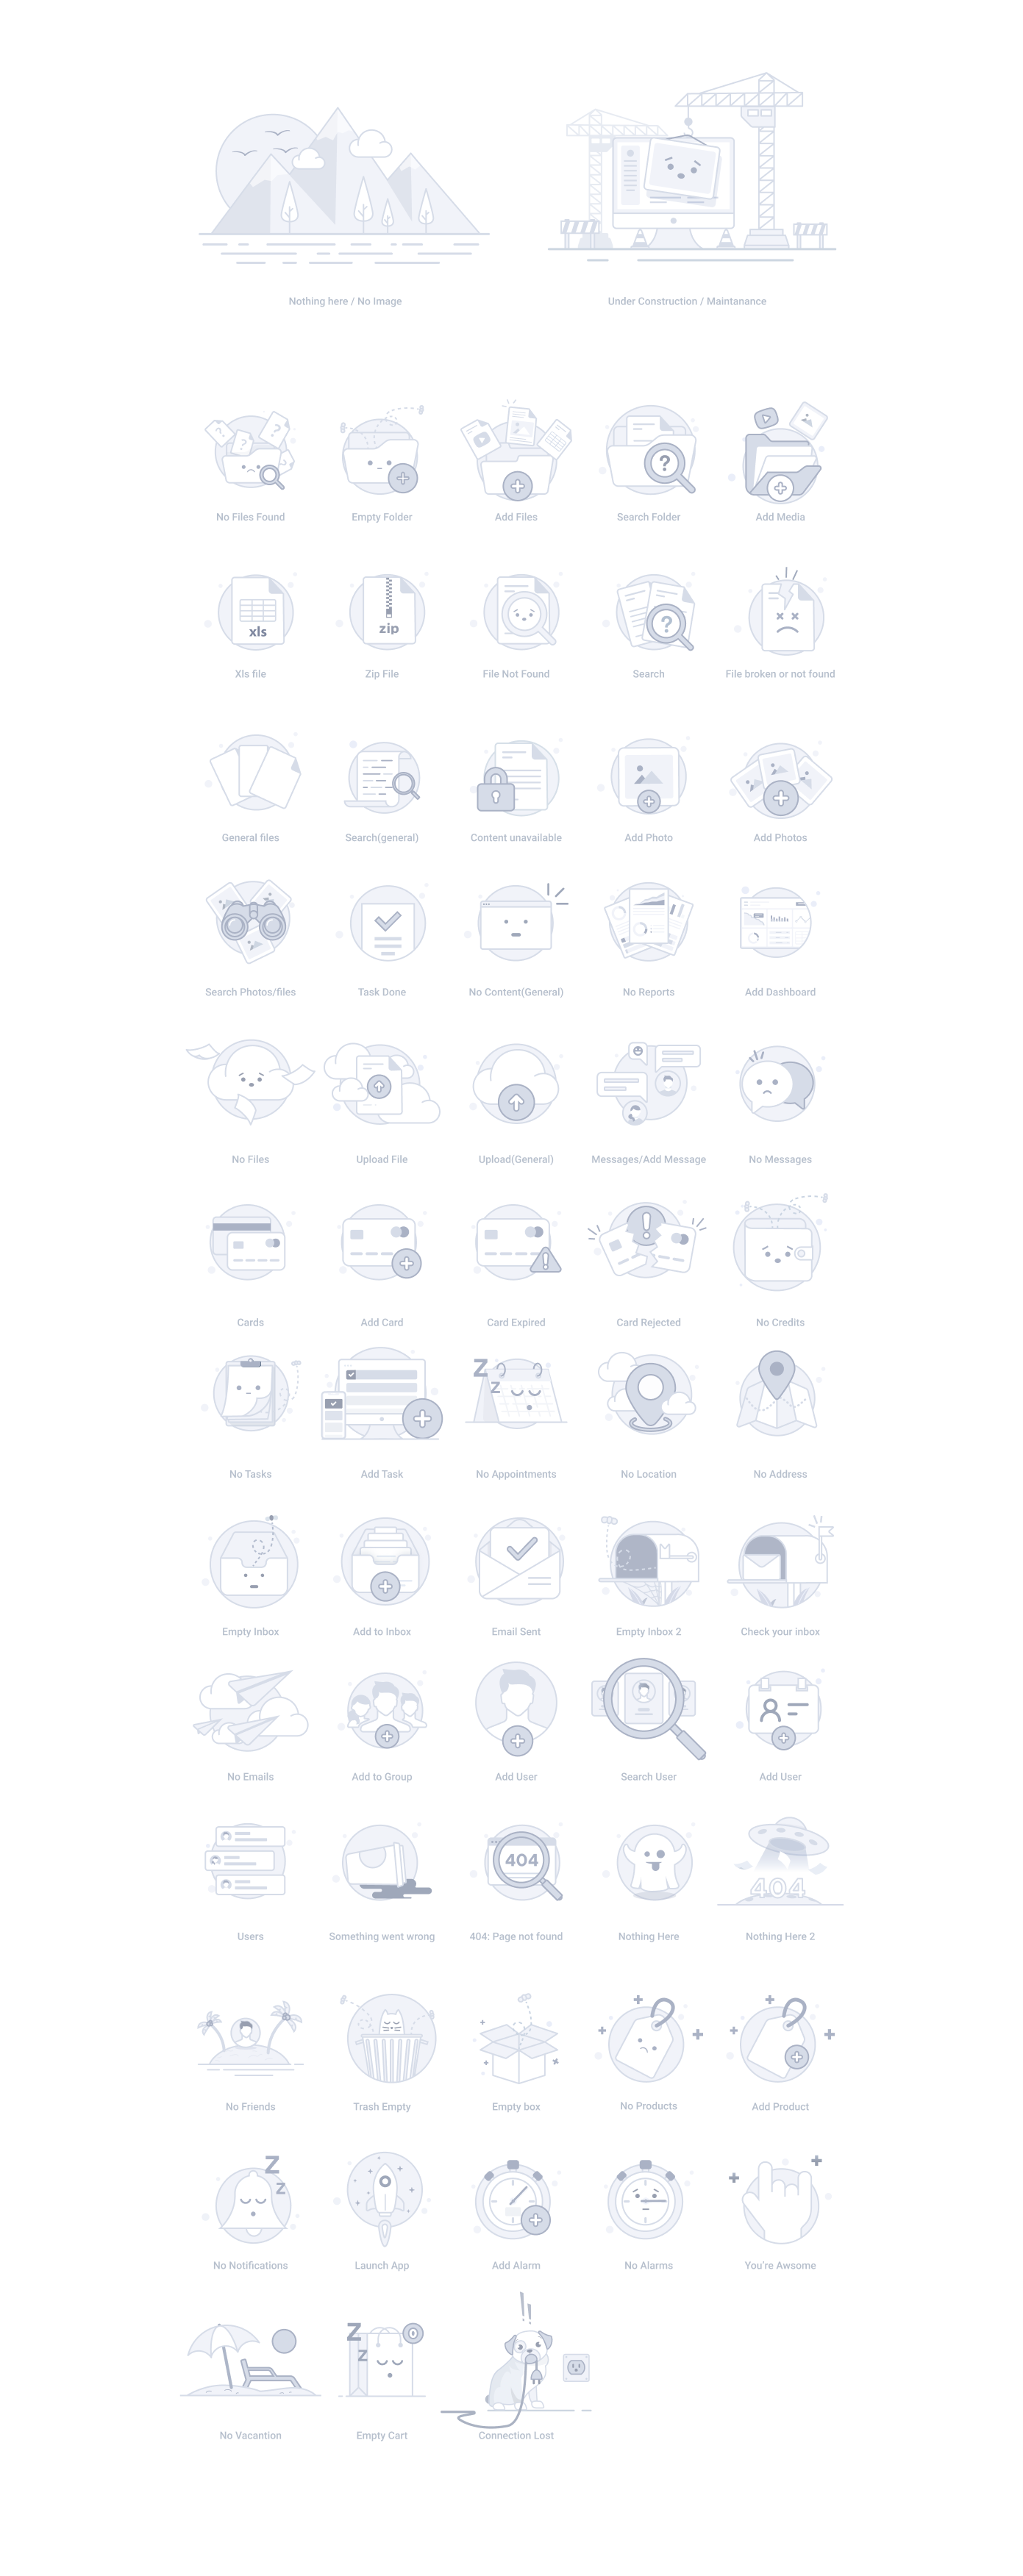 Nothing here / No Image
Under Construction / Maintanance
No Files Found
Empty Folder
Add Files
Search Folder
Add Media
xls
zip
Xls file
Zip File
File Not Found
Search
File broken or not found
General files
Search(general)
Content unavailable
Add Photo
Add Photos
Search Photos/files
Task Done
No Content(General)
No Reports
Add Dashboard
No Files
Upload File
Upload(General)
Messages/Add Message
No Messages
Cards
Add Card
Card Expired
Card Rejected
No Credits
Z
Z
No Tasks
Add Task
No Appointments
No Location
No Address
Empty Inbox
Add to Inbox
Email Sent
Empty Inbox 2
Check your inbox
No Emails
Add to Group
Add User
Search User
Add User
404
404
Users
Something went wrong
404: Page not found
Nothing Here
Nothing Here 2
No Friends
Trash Empty
Empty box
No Products
Add Product
Z
Z
No Notifications
Launch App
Add Alarm
No Alarms
You're Awsome
Z
Z
0
No Vacantion
Empty Cart
Connection Lost